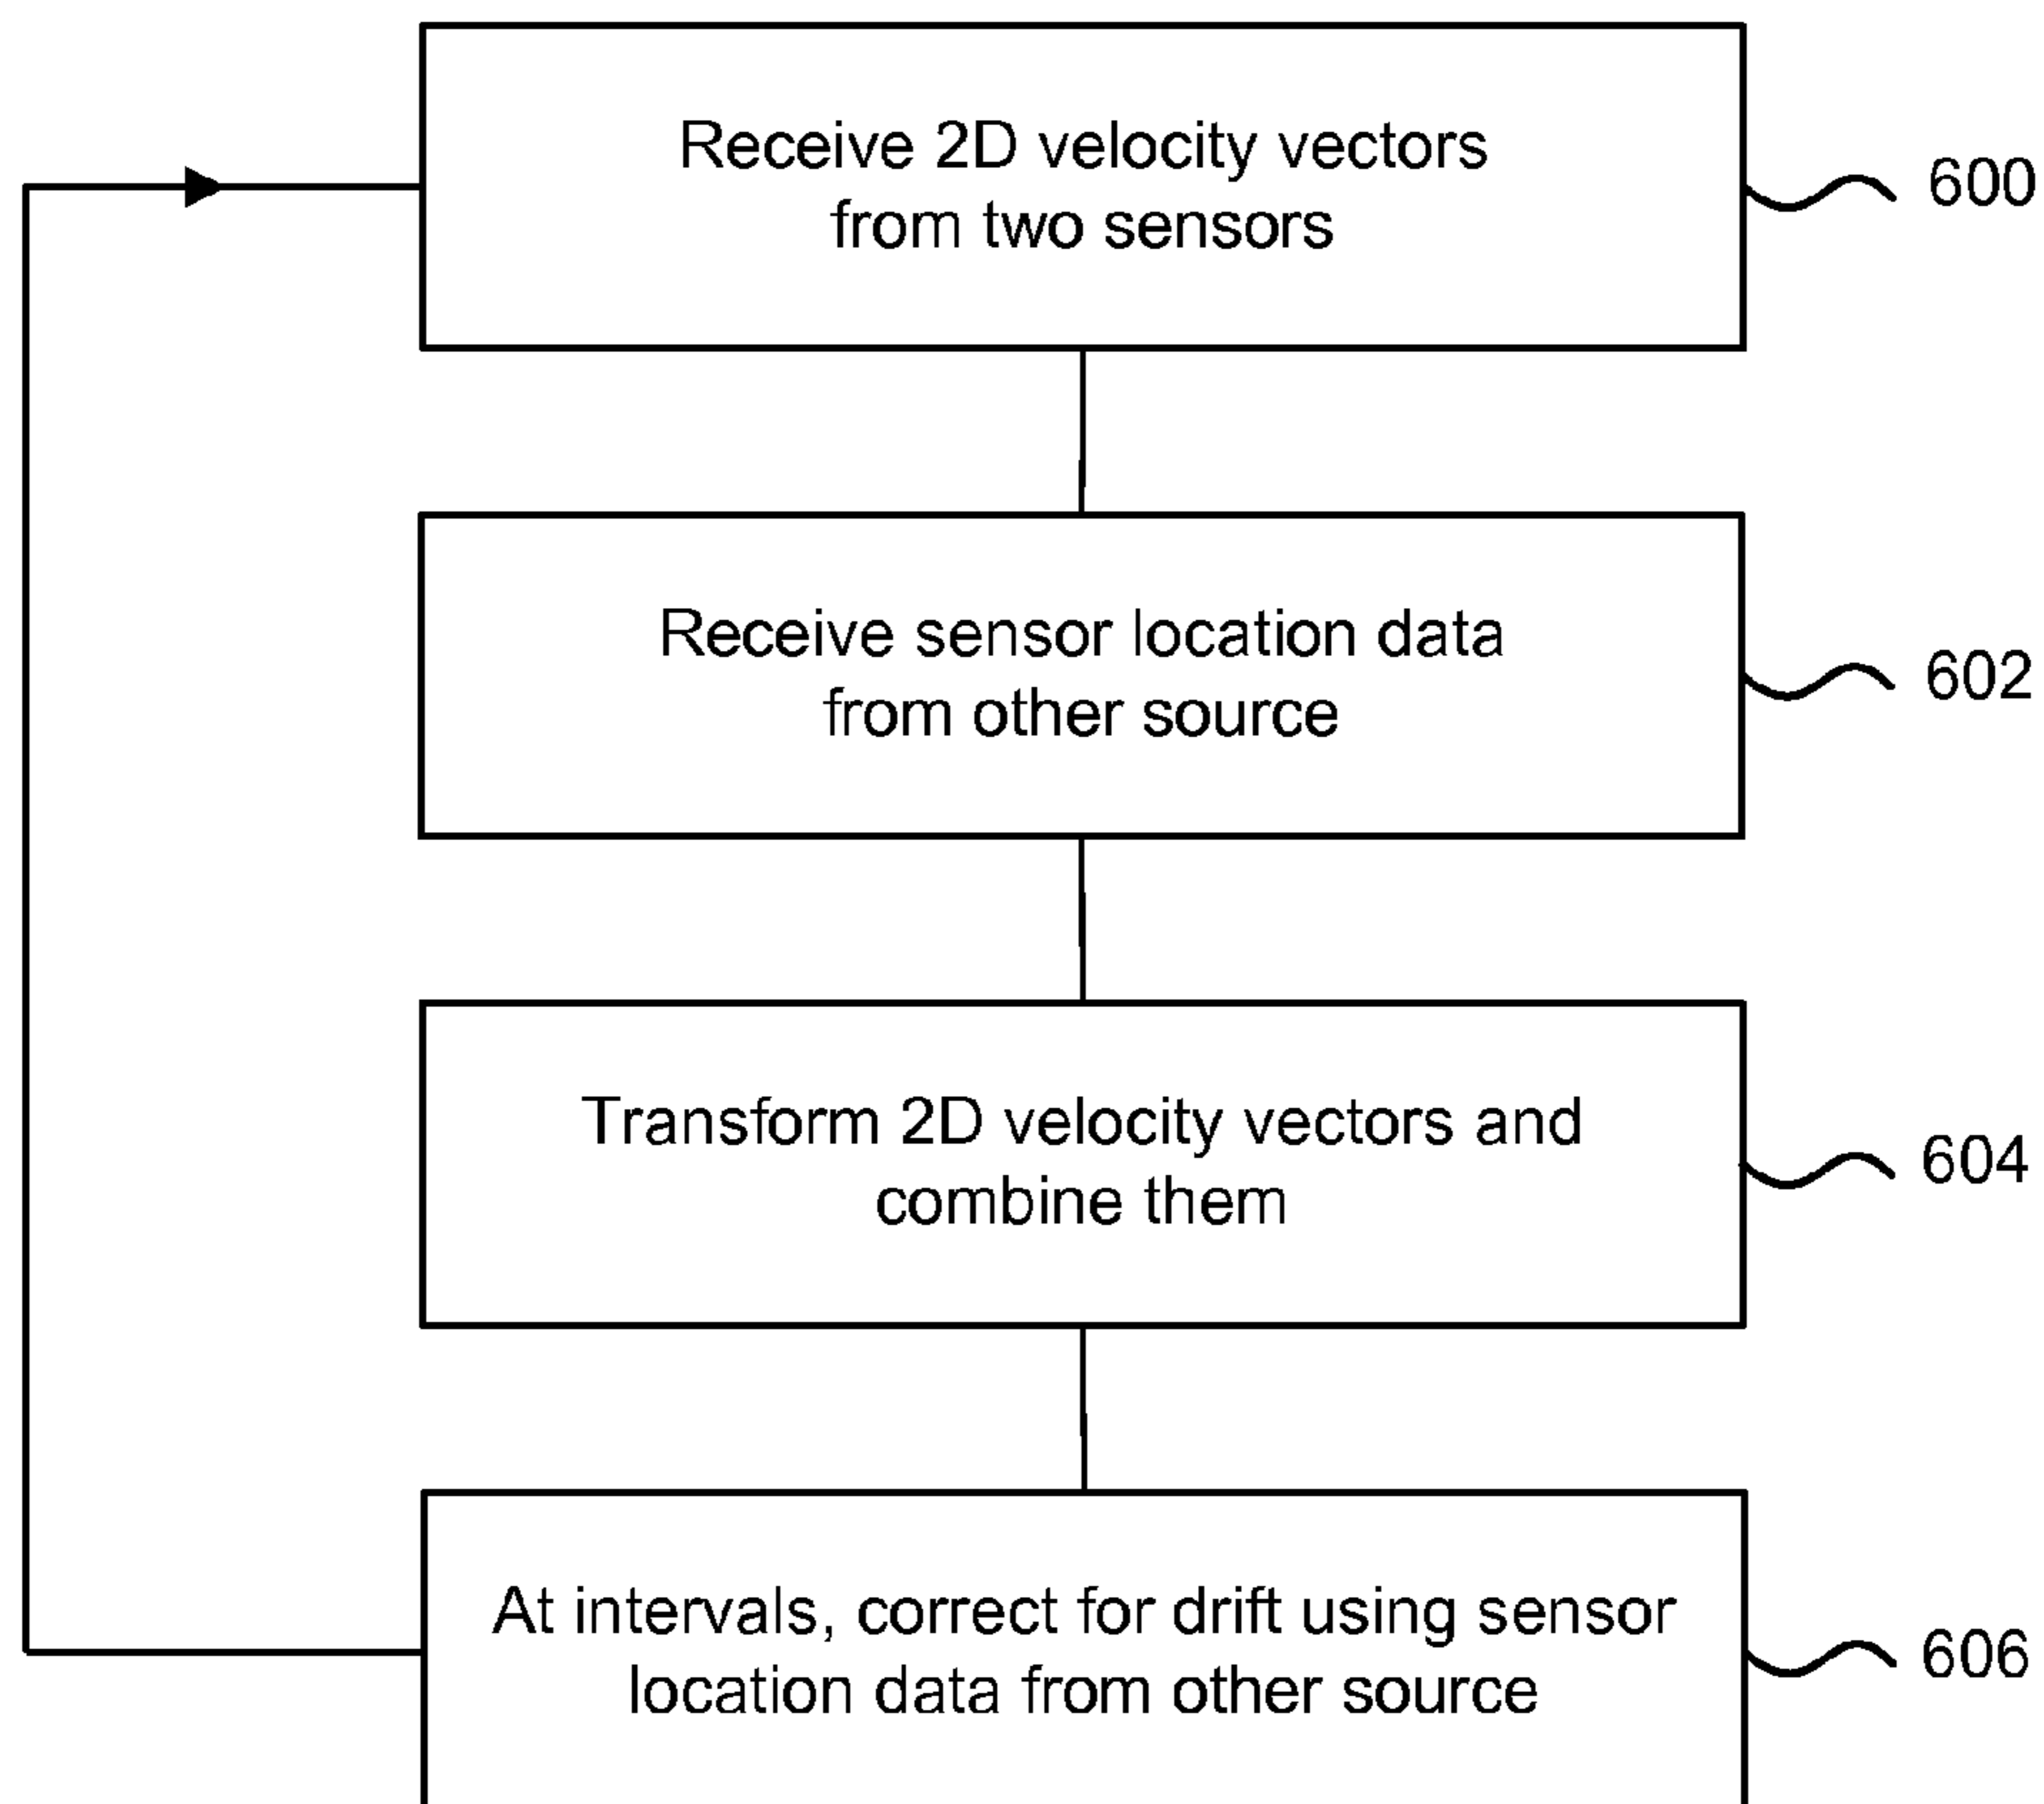 Receive 2D velocity vectors
from two sensors
600
Receive sensor location data
from other source
602
Transform 2D velocity vectors and
combine them
604
At intervals, correct for drift using sensor
location data from other source
606